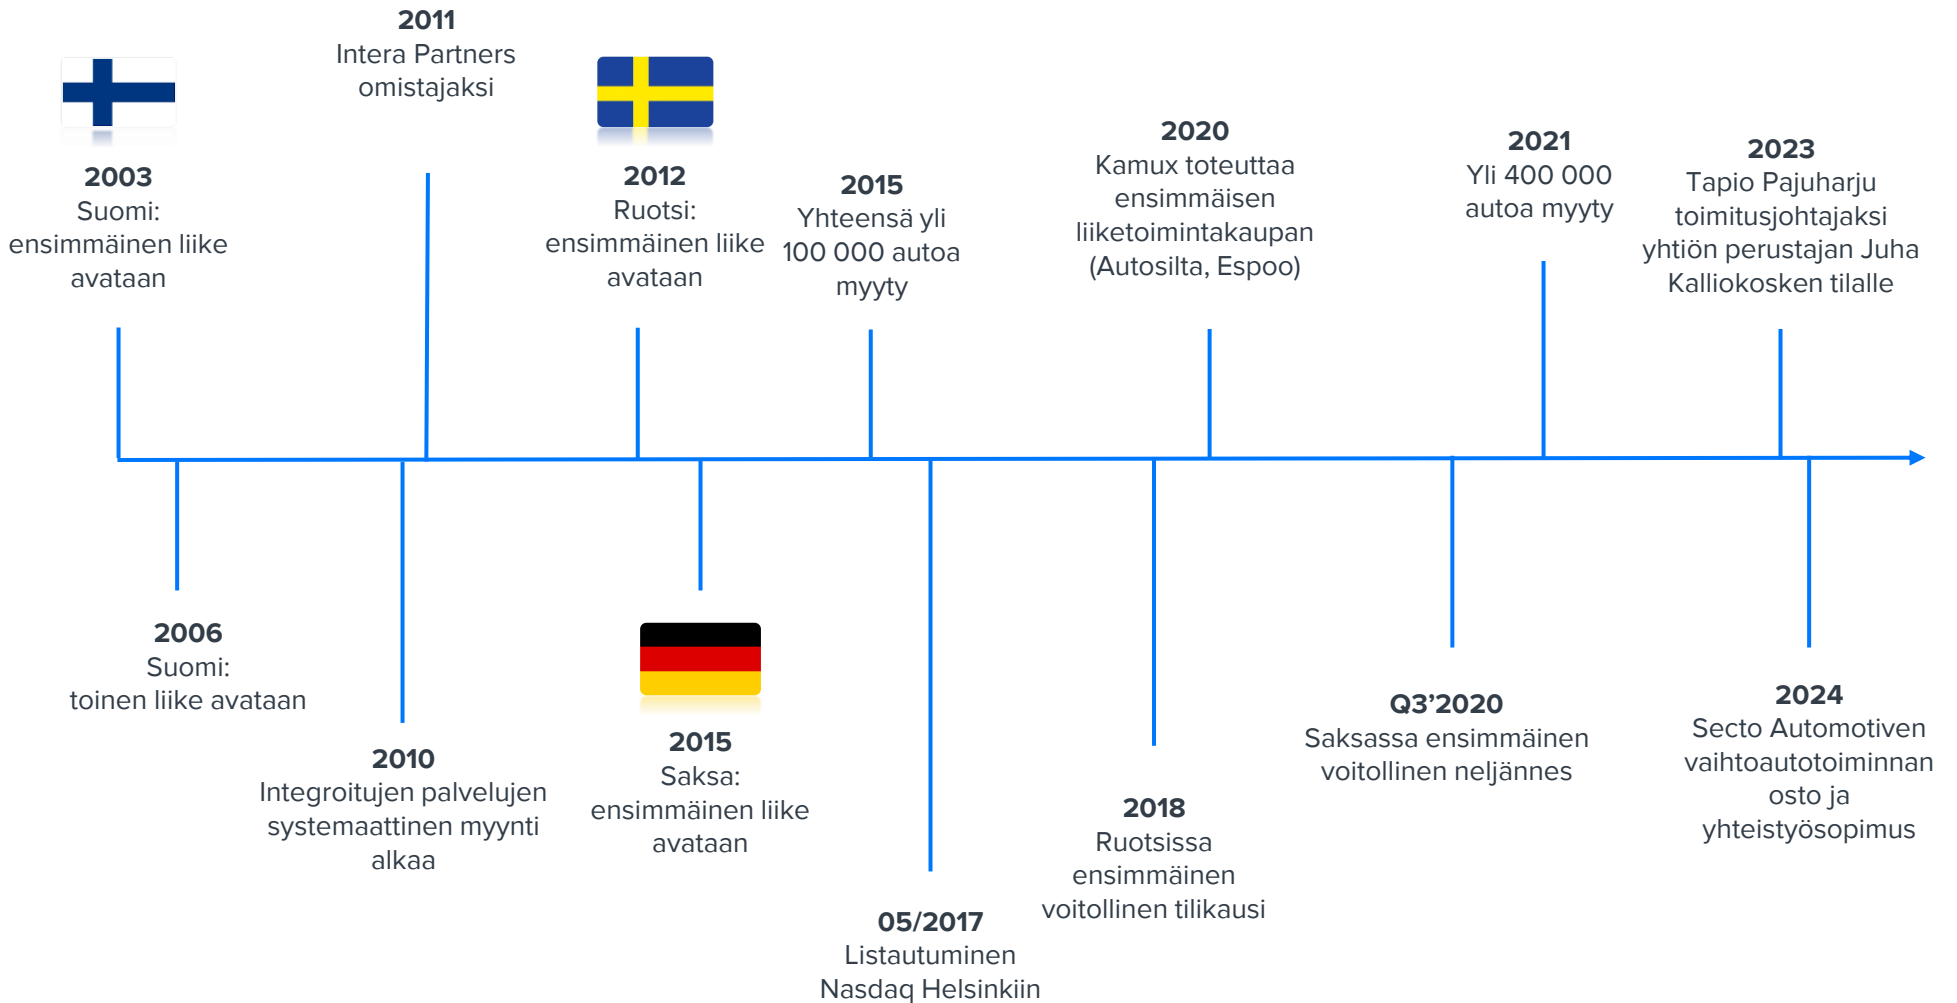 2003
Suomi:
ensimmäinen liike
avataan
2011
Intera Partners
omistajaksi
2012
Ruotsi:
ensimmäinen liike
avataan
2015
Yhteensä yli
100 000 autoa
myyty
2020
Kamux toteuttaa
ensimmäisen
liiketoimintakaupan
(Autosilta, Espoo)
2021
Yli 400 000
autoa myyty
2023
Tapio Pajuharju
toimitusjohtajaksi
yhtiön perustajan Juha
Kalliokosken tilalle
2006
Suomi:
toinen liike avataan
2010
Integroitujen palvelujen
systemaattinen myynti
alkaa
2015
Saksa:
ensimmäinen liike
avataan
05/2017
Listautuminen
Nasdaq Helsinkiin
2018
Ruotsissa
ensimmäinen
voitollinen tilikausi
Q3’2020
Saksassa ensimmäinen
voitollinen neljännes
2024
Secto Automotiven
vaihtoautotoiminnan
osto ja
yhteistyösopimus